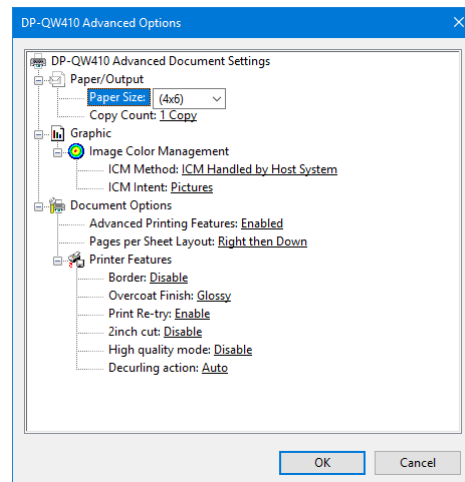 DP-QW410 Advanced Options
DP-QW410 Advanced Document Settings
Paper/Output
Paper Size: (4x6)
Copy Count: 1 Copy
Graphic
Image Color Management
ICM Method: ICM Handled by Host System
ICM Intent: Pictures
Document Options
Advanced Printing Features: Enabled
Pages per Sheet Layout: Right then Down
Printer Features
Border: Disable
Overcoat Finish: Glossy
Print Re-try: Enable
2inch cut: Disable
High quality mode: Disable
Decurling action: Auto
OK Cancel